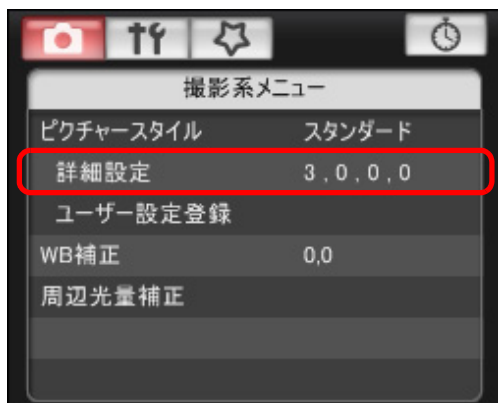 撮影系メニュー
ピクチャースタイル スタンダード
詳細設定 3 , 0 , 0 , 0
ユーザー設定登録
WB補正 0,0
周辺光量補正